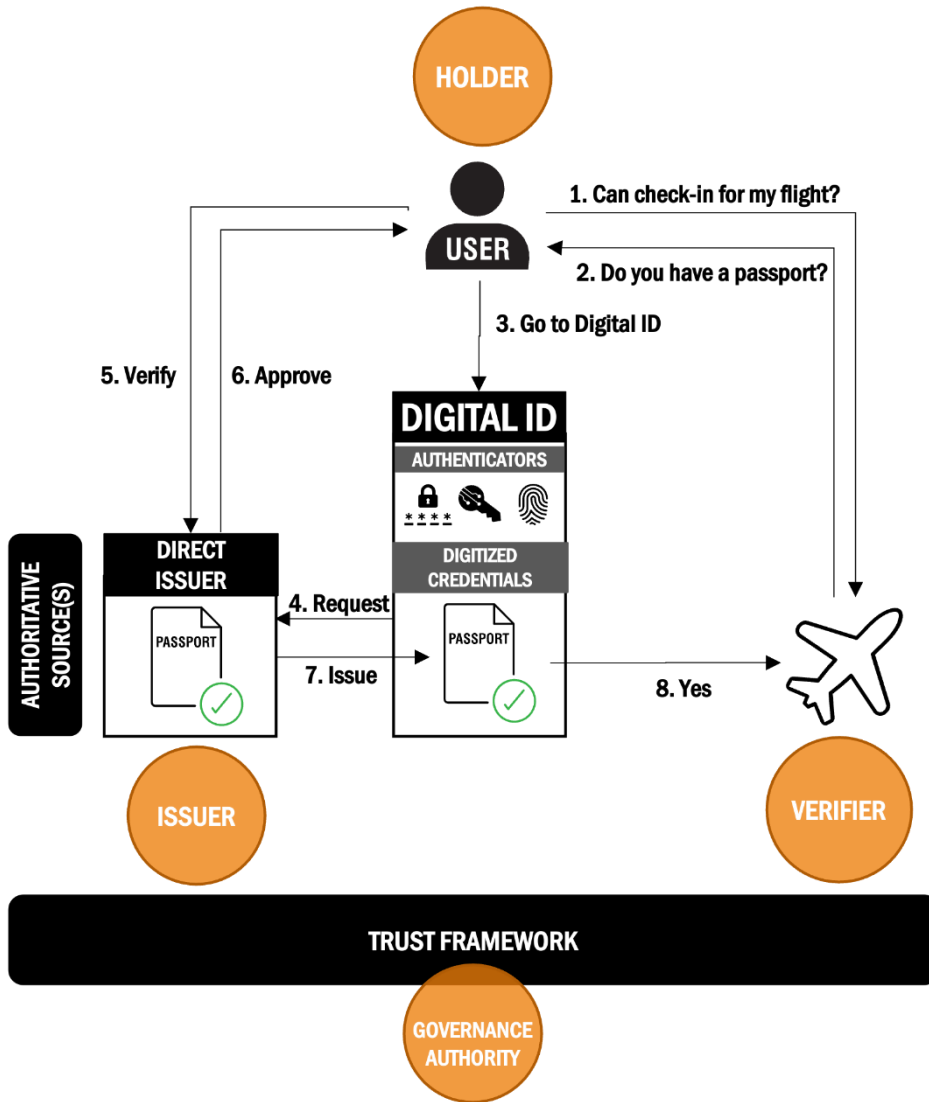 HOLDER
1. Can check-in for my flight?
USER
2. Do you have a passport?
3. Go to Digital ID
5. Verify
6. Approve
DIGITAL ID
AUTHENTICATORS
* * * *
DIRECT
ISSUER
DIGITIZED
CREDENTIALS
AUTHORITATIVE
SOURCE(S)
4. Request
PASSPORT
PASSPORT
7. Issue
8. Yes
ISSUER
VERIFIER
TRUST FRAMEWORK
GOVERNANCE
AUTHORITY